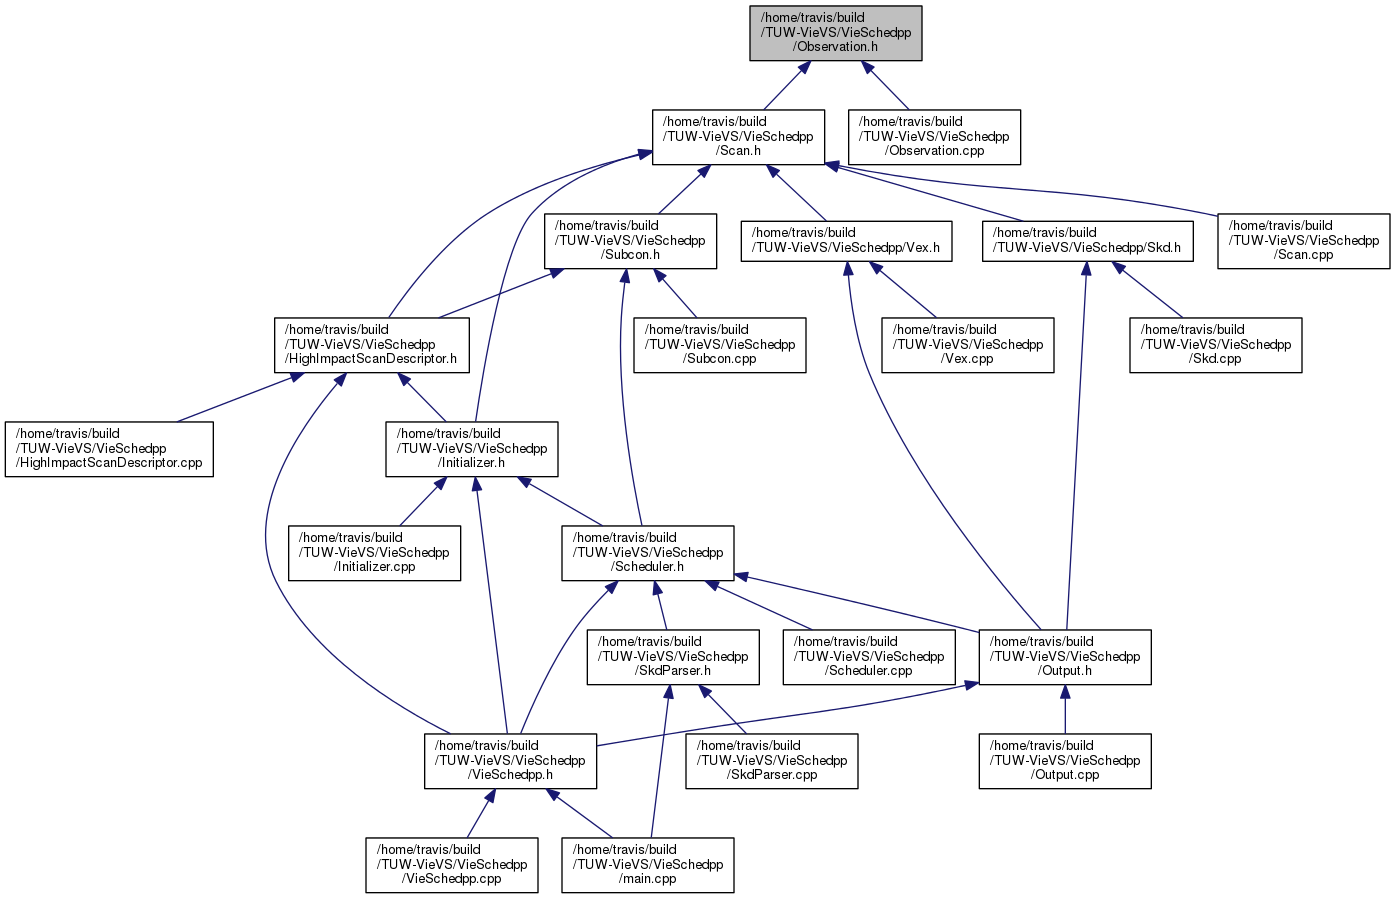 /home/travis/build
/TUW-VieVS/VieSchedpp
/Observation.h
/home/travis/build
/TUW-VieVS/VieSchedpp
/Scan.h
/home/travis/build
/TUW-VieVS/VieSchedpp
/Observation.cpp
/home/travis/build
/TUW-VieVS/VieSchedpp
/Subcon.h
/home/travis/build
/TUW-VieVS/VieSchedpp/Vex.h
/home/travis/build
/TUW-VieVS/VieSchedpp/Skd.h
/home/travis/build
/TUW-VieVS/VieSchedpp
/Scan.cpp
/home/travis/build
/TUW-VieVS/VieSchedpp
/HighImpactScanDescriptor.h
/home/travis/build
/TUW-VieVS/VieSchedpp
/Subcon.cpp
/home/travis/build
/TUW-VieVS/VieSchedpp
/Vex.cpp
/home/travis/build
/TUW-VieVS/VieSchedpp
/Skd.cpp
/home/travis/build
/TUW-VieVS/VieSchedpp
/HighImpactScanDescriptor.cpp
/home/travis/build
/TUW-VieVS/VieSchedpp
/Initializer.h
/home/travis/build
/TUW-VieVS/VieSchedpp
/Initializer.cpp
/home/travis/build
/TUW-VieVS/VieSchedpp
/Scheduler.h
/home/travis/build
/TUW-VieVS/VieSchedpp
/SkdParser.h
/home/travis/build
/TUW-VieVS/VieSchedpp
/Scheduler.cpp
/home/travis/build
/TUW-VieVS/VieSchedpp
/Output.h
/home/travis/build
/TUW-VieVS/VieSchedpp
/VieSchedpp.h
/home/travis/build
/TUW-VieVS/VieSchedpp
/SkdParser.cpp
/home/travis/build
/TUW-VieVS/VieSchedpp
/Output.cpp
/home/travis/build
/TUW-VieVS/VieSchedpp
/VieSchedpp.cpp
/home/travis/build
/TUW-VieVS/VieSchedpp
/main.cpp